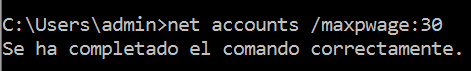 C:\Users\admin>net accounts /maxpwage:30
Se ha completado el comando correctamente.